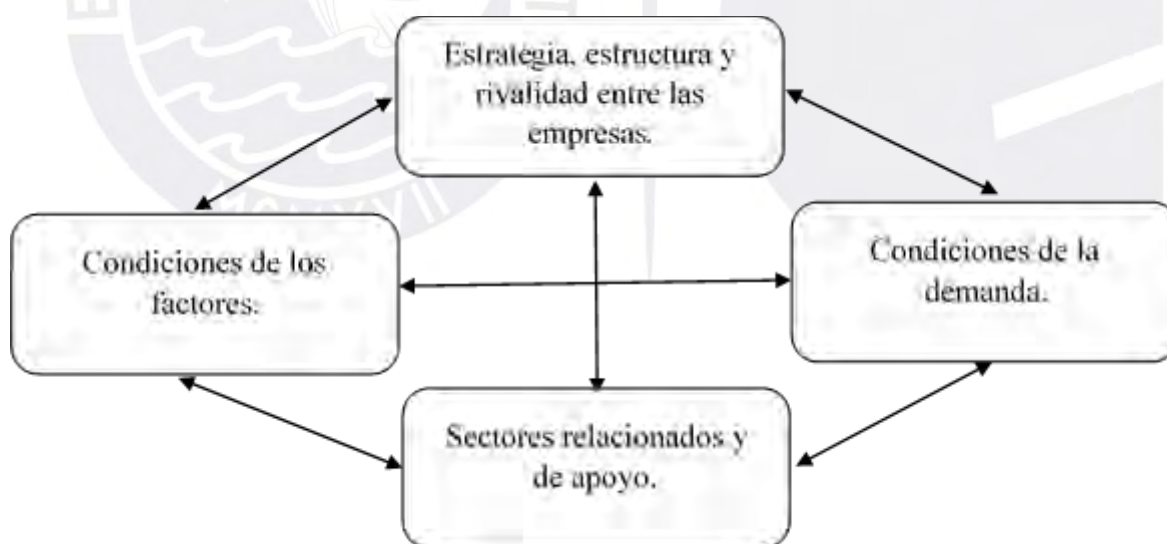 Estrategia, estructura y
rivalidad entre las
empresas.
Condiciones de los
factores.
Condiciones de la
demanda.
Sectores relacionados y
de apoyo.